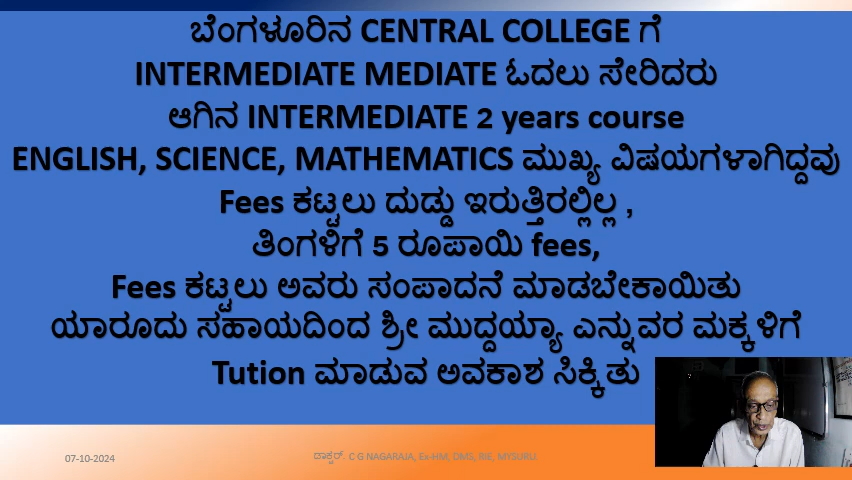 ಬೆಂಗಳೂರಿನ CENTRAL COLLEGE ಗೆ
INTERMEDIATE MEDIATE ಓದಲು ಸೇರಿದರು
ಆಗಿನ INTERMEDIATE 2 years course
ENGLISH, SCIENCE, MATHEMATICS ಮುಖ್ಯ ವಿಷಯಗಳಾಗಿದ್ದವು
Fees ಕಟ್ಟಲು ದುಡ್ಡು ಇರುತ್ತಿರಲ್ಲಿಲ್ಲ ,
ತಿಂಗಳಿಗೆ 5 ರೂಪಾಯಿ fees,
Fees ಕಟ್ಟಲು ಅವರು ಸಂಪಾದನೆ ಮಾಡಬೇಕಾಯಿತು
ಯಾರೂದು ಸಹಾಯದಿಂದ ಶ್ರೀ ಮುದ್ದಯ್ಯಾ ಎನ್ನುವರ ಮಕ್ಕಳಿಗೆ
Tution ಮಾಡುವ ಅವಕಾಶ ಸಿಕ್ಕಿತು
07-10-2024
ಡಾಕ್ಟರ್. C G NAGARAJA, Ex-HM, DMS, RIE, MYSURU.